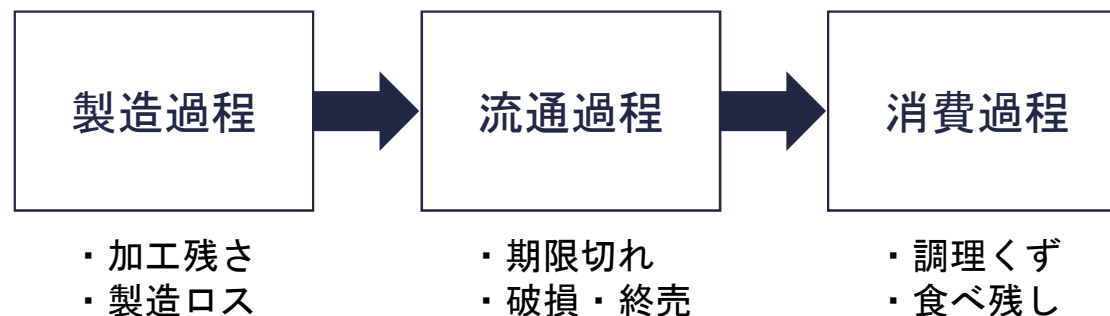 製造過程
流通過程
消費過程
・加工残さ
・製造ロス
・期限切れ
・破損・終売
・調理くず
・食べ残し